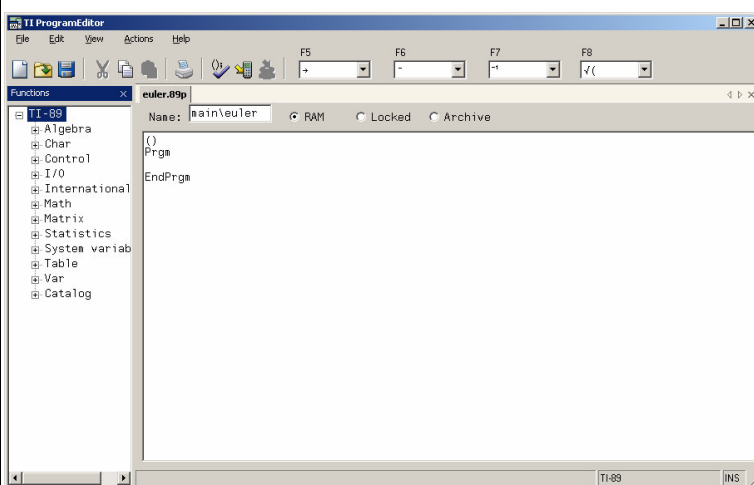 TI ProgramEditor
File Edit View Actions Help
F5 F6 F7 F8
→ - ⁻¹ √(
Functions
euler.89p
TI-89
Algebra
Char
Control
I/O
International
Math
Matrix
Statistics
System variab
Table
Var
Catalog
Name: main\euler RAM Locked Archive
()
Prgm
EndPrgm
TI-89 INS